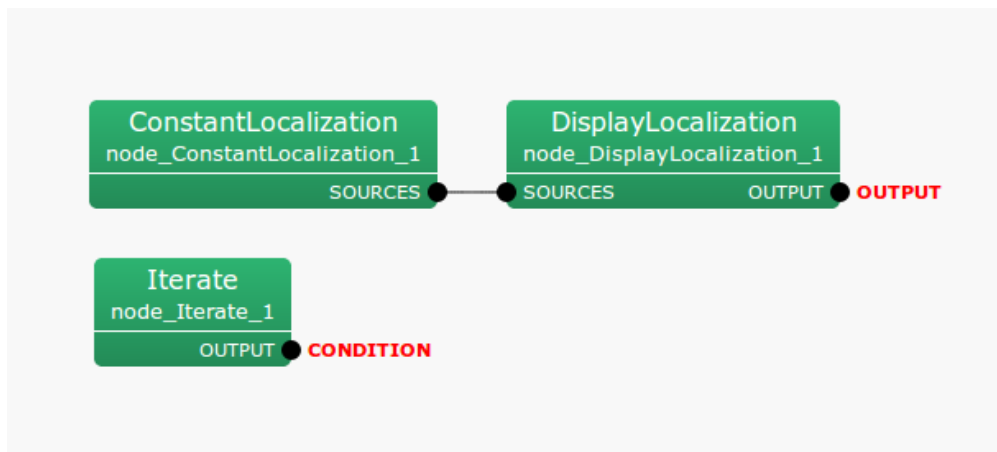 ConstantLocalization
node_ConstantLocalization_1
SOURCES
DisplayLocalization
node_DisplayLocalization_1
SOURCES OUTPUT OUTPUT
Iterate
node_Iterate_1
OUTPUT CONDITION